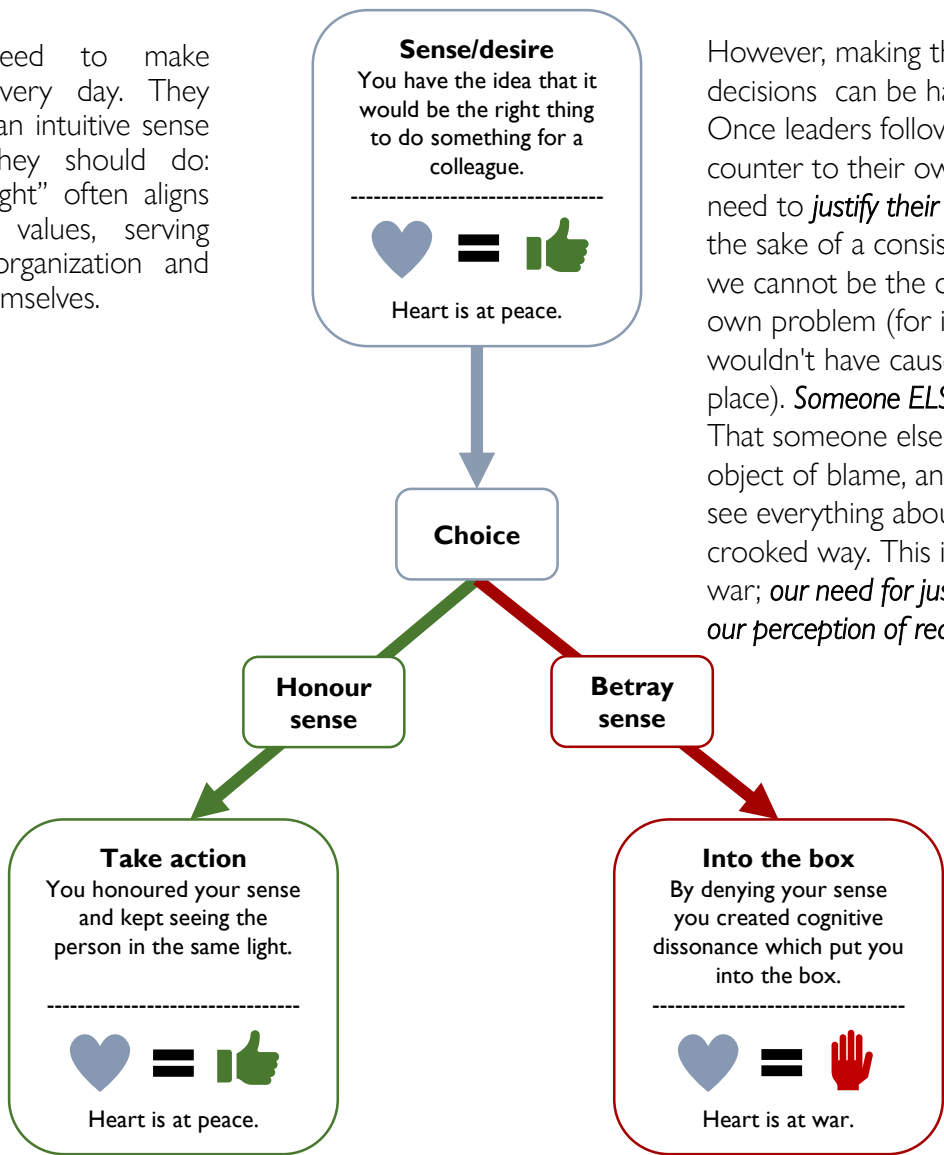 eed to make
very day. They
an intuitive sense
hey should do:
ght” often aligns
values, serving
organization and
mselves.
Sense/desire
You have the idea that it
would be the right thing
to do something for a
colleague.
---------------------------------
Heart is at peace.
However, making th
decisions can be ha
Once leaders follow
counter to their ow
need to justify their
the sake of a consis
we cannot be the c
own problem (for i
wouldn't have cause
place). Someone ELS
That someone else
object of blame, an
see everything abou
crooked way. This i
war; our need for jus
our perception of rea
Choice
Honour
sense
Betray
sense
Take action
You honoured your sense
and kept seeing the
person in the same light.
---------------------------------
Heart is at peace.
Into the box
By denying your sense
you created cognitive
dissonance which put you
into the box.
---------------------------------
Heart is at war.